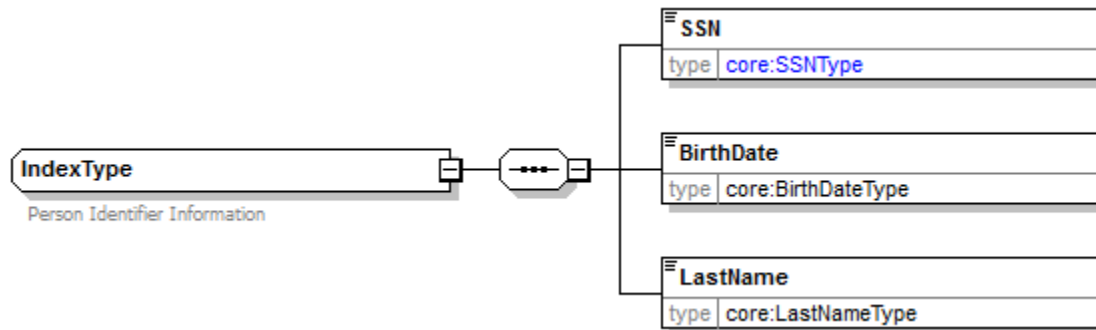 SSN
type core:SSNType
IndexType
Person Identifier Information
BirthDate
type core:BirthDateType
LastName
type core:LastNameType